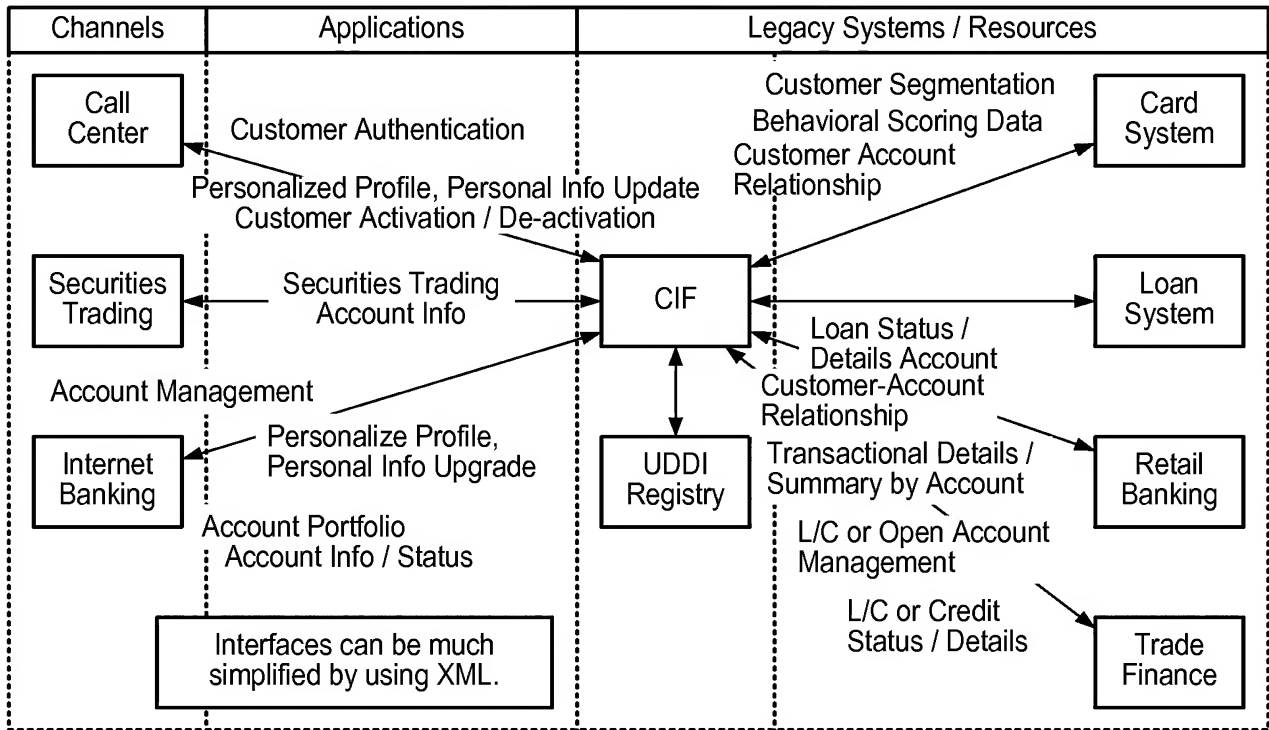 Channels
Applications
Legacy Systems / Resources
Call
Center
Customer Authentication
Personalized Profile, Personal Info Update
Customer Activation / De-activation
Customer Segmentation
Behavioral Scoring Data
Customer Account
Relationship
Card
System
Securities
Trading
Securities Trading
Account Info
CIF
Loan
System
Loan Status /
Details Account
Customer-Account
Relationship
Account Management
Internet
Banking
Personalize Profile,
Personal Info Upgrade
UDDI
Registry
Transactional Details /
Summary by Account
Retail
Banking
Account Portfolio
Account Info / Status
L/C or Open Account
Management
L/C or Credit
Status / Details
Trade
Finance
Interfaces can be much
simplified by using XML.